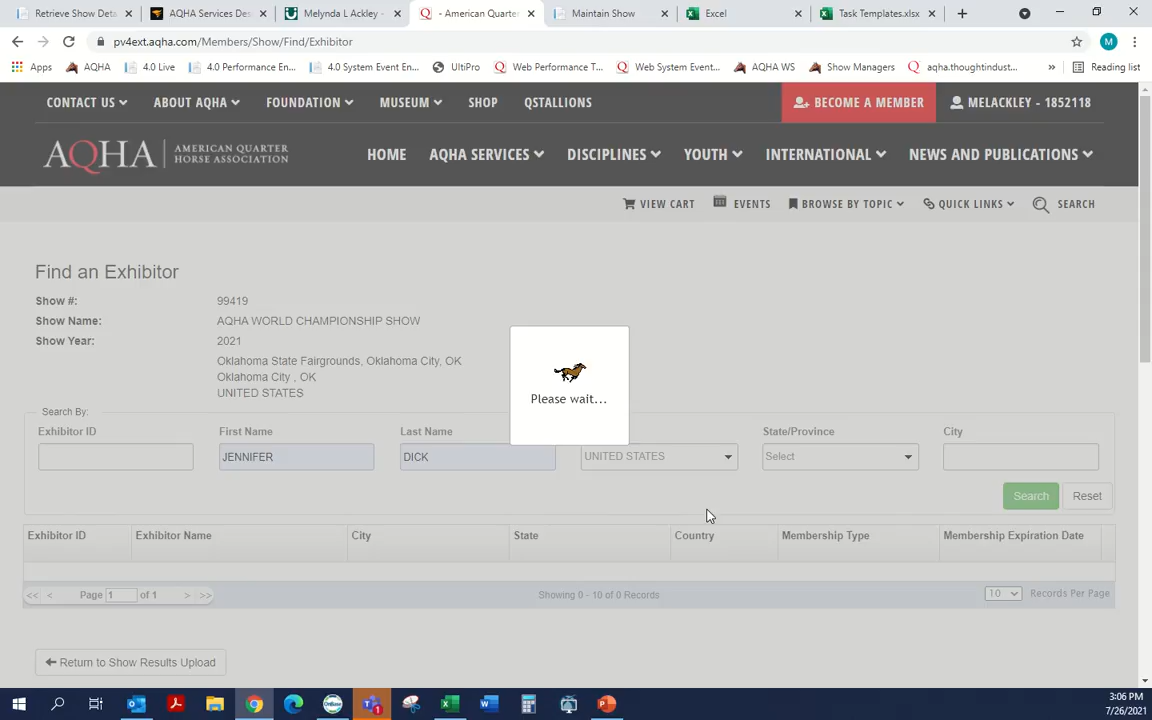 Retrieve Show Deta
AQHA Services Des
Melynda L Ackley -
- American Quarte
Maintain Show
Excel
Task Templates.xlsx
pv4ext.aqha.com/Members/Show/Find/Exhibitor
M
Apps
AQHA
4.0 Live
4.0 Performance En...
4.0 System Event En...
UltiPro
Web Performance T...
Web System Event...
AQHA WS
Show Managers
aqha.thoughtindust...
»
Reading list
CONTACT US
ABOUT AQHA
FOUNDATION
MUSEUM
SHOP
QSTALLIONS
BECOME A MEMBER
MELACKLEY - 1852118
AQHA
AMERICAN QUARTER
HORSE ASSOCIATION
HOME
AQHA SERVICES
DISCIPLINES
YOUTH
INTERNATIONAL
NEWS AND PUBLICATIONS
VIEW CART
EVENTS
BROWSE BY TOPIC
QUICK LINKS
SEARCH
Find an Exhibitor
Show #: 99419
Show Name: AQHA WORLD CHAMPIONSHIP SHOW
Show Year: 2021
Oklahoma State Fairgrounds, Oklahoma City, OK
Oklahoma City , OK
UNITED STATES
Please wait...
Search By:
Exhibitor ID
First Name
Last Name
State/Province
City
JENNIFER
DICK
UNITED STATES
Select
Search
Reset
Exhibitor ID
Exhibitor Name
City
State
Country
Membership Type
Membership Expiration Date
<< < Page 1 of 1 > >>
Showing 0 - 10 of 0 Records
10 Records Per Page
Return to Show Results Upload
3:06 PM
7/26/2021